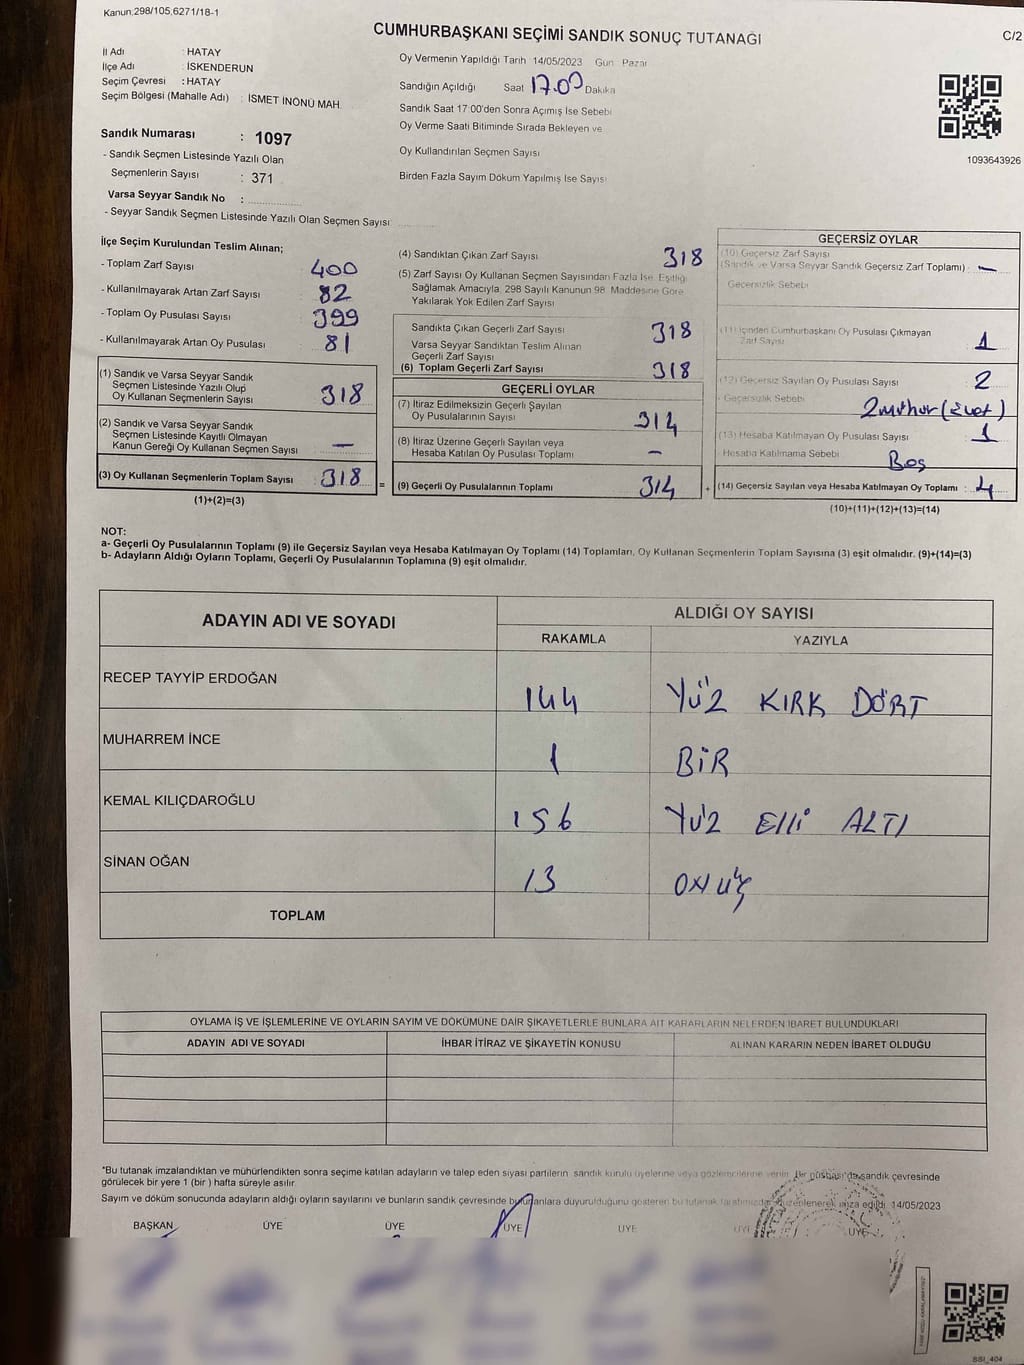 Kanun,298/105,6271/18-1
CUMHURBAŞKANI SEÇİMİ SANDIK SONUÇ TUTANAĞI
C/2
İl Adı : HATAY
İlçe Adı : İSKENDERUN
Seçim Çevresi : HATAY
Seçim Bölgesi (Mahalle Adı) : İSMET İNÖNÜ MAH.
Oy Vermenin Yapıldığı Tarih 14/05/2023 Gün Pazar
Sandığın Açıldığı Saat 17.00 Dakika
Sandık Saat 17:00'den Sonra Açımış İse Sebebi
Oy Verme Saati Bitiminde Sırada Bekleyen ve
Oy Kullandırılan Seçmen Sayısı
Birden Fazla Sayım Döküm Yapılmış İse Sayısı
1093643926
Sandık Numarası : 1097
- Sandık Seçmen Listesinde Yazılı Olan
Seçmenlerin Sayısı : 371
Varsa Seyyar Sandık No :
- Seyyar Sandık Seçmen Listesinde Yazılı Olan Seçmen Sayısı
İlçe Seçim Kurulundan Teslim Alınan;
- Toplam Zarf Sayısı 400
- Kullanılmayarak Artan Zarf Sayısı 82
- Toplam Oy Pusulası Sayısı 399
- Kullanılmayarak Artan Oy Pusulası 81
(1) Sandık ve Varsa Seyyar Sandık
Seçmen Listesinde Yazılı Olup
Oy Kullanan Seçmenlerin Sayısı 318
(2) Sandık ve Varsa Seyyar Sandık
Seçmen Listesinde Kayıtlı Olmayan
Kanun Gereği Oy Kullanan Seçmen Sayısı : —
(3) Oy Kullanan Seçmenlerin Toplam Sayısı : 318
(1)+(2)=(3)
=
(4) Sandıktan Çıkan Zarf Sayısı 318
(5) Zarf Sayısı Oy Kullanan Seçmen Sayısından Fazla İse, Eşitliği
Sağlamak Amacıyla, 298 Sayılı Kanunun 98. Maddesine Göre
Yakılarak Yok Edilen Zarf Sayısı
Sandıkta Çıkan Geçerli Zarf Sayısı 318
Varsa Seyyar Sandıktan Teslim Alınan
Geçerli Zarf Sayısı
(6) Toplam Geçerli Zarf Sayısı 318
GEÇERLİ OYLAR
(7) İtiraz Edilmeksizin Geçerli Sayılan
Oy Pusulalarının Sayısı 314
(8) İtiraz Üzerine Geçerli Sayılan veya
Hesaba Katılan Oy Pusulası Toplamı —
(9) Geçerli Oy Pusulalarının Toplamı 314
+
GEÇERSİZ OYLAR
(10) Geçersiz Zarf Sayısı
(Sandık ve Varsa Seyyar Sandık Geçersiz Zarf Toplamı) : —
Geçersizlik Sebebi
(11) İçinden Cumhurbaşkanı Oy Pusulası Çıkmayan
Zarf Sayısı 1
(12) Geçersiz Sayılan Oy Pusulası Sayısı 2
- Geçersizlik Sebebi 2 mühür (Evet)
(13) Hesaba Katılmayan Oy Pusulası Sayısı 1
Hesaba Katılmama Sebebi Boş
(14) Geçersiz Sayılan veya Hesaba Katılmayan Oy Toplamı : 4
(10)+(11)+(12)+(13)=(14)
NOT:
a- Geçerli Oy Pusulalarının Toplamı (9) ile Geçersiz Sayılan veya Hesaba Katılmayan Oy Toplamı (14) Toplamları, Oy Kullanan Seçmenlerin Toplam Sayısına (3) eşit olmalıdır. (9)+(14)=(3)
b- Adayların Aldığı Oyların Toplamı, Geçerli Oy Pusulalarının Toplamına (9) eşit olmalıdır.
ADAYIN ADI VE SOYADI
ALDIĞI OY SAYISI
RAKAMLA YAZIYLA
RECEP TAYYİP ERDOĞAN 144 YÜZ KIRK DÖRT
MUHARREM İNCE 1 BİR
KEMAL KILIÇDAROĞLU 156 YÜZ Elli ALTI
SİNAN OĞAN 13 ONÜÇ
TOPLAM
OYLAMA İŞ VE İŞLEMLERİNE VE OYLARIN SAYIM VE DÖKÜMÜNE DAİR ŞİKAYETLERLE BUNLARA AİT KARARLARIN NELERDEN İBARET BULUNDUKLARI
ADAYIN ADI VE SOYADI İHBAR İTİRAZ VE ŞİKAYETİN KONUSU ALINAN KARARIN NEDEN İBARET OLDUĞU
*Bu tutanak imzalandıktan ve mühürlendikten sonra seçime katılan adayların ve talep eden siyasi partilerin sandık kurulu üyelerine veya gözlemcilerine verilir. sandık çevresinde
görülecek bir yere 1 (bir) hafta süreyle asılır.
Sayım ve döküm sonucunda adayların aldığı oyların sayılarını ve bunların sandık çevresinde bulunanlara duyurulduğunu gösteren bu tutanak tarafımızdan düzenlenerek imza edildi. 14/05/2023
BAŞKAN ÜYE ÜYE ÜYE ÜYE ÜYE ÜYE
SSI_404